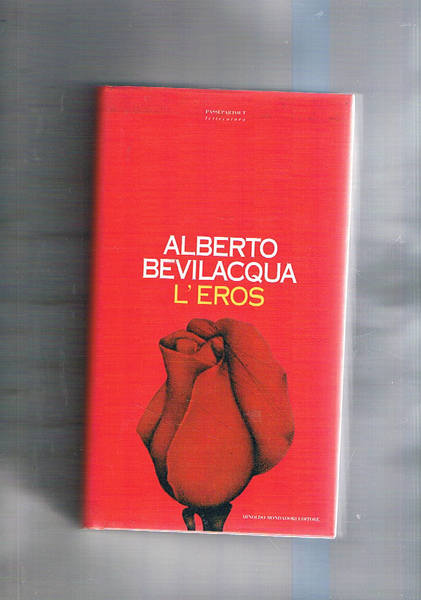 PASSEPARTOUT
letteratura
ALBERTO
BEVILACQUA
L'EROS
ARNOLDO MONDADORI EDITORE